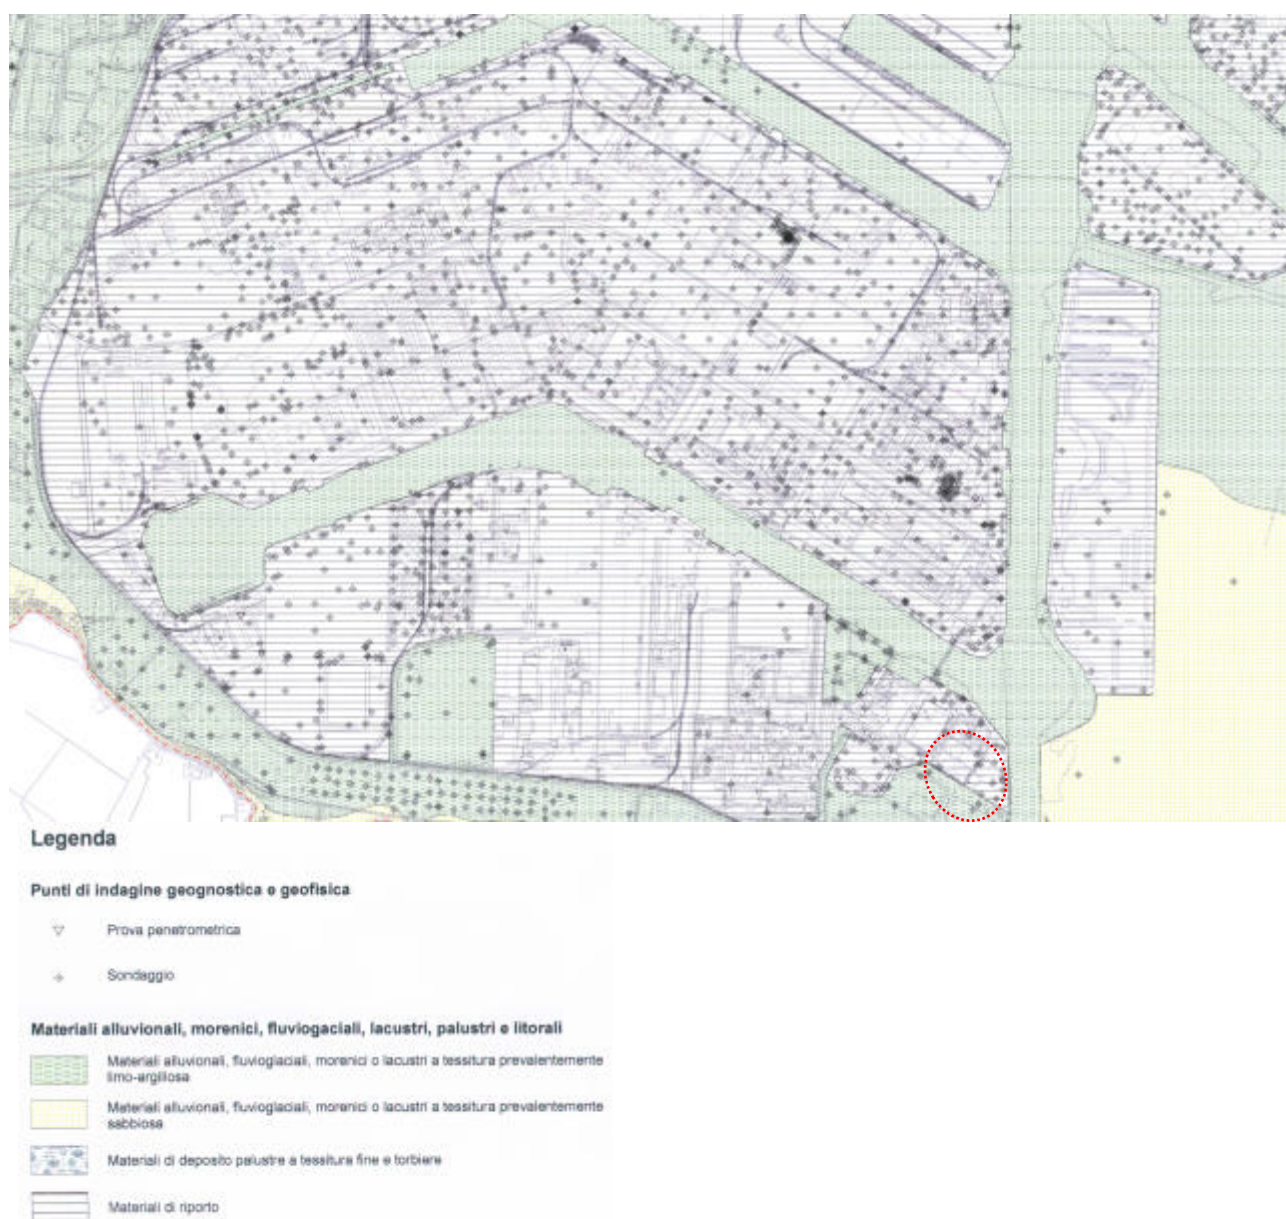 Legenda
Punti di indagine geognostica e geofisica
Prova penetrometrica
Sondaggio
Materiali alluvionali, morenici, fluviogaciali, lacustri, palustri e litorali
Materiali alluvionali, fluvioglaciali, morenici o lacustri a tessitura prevalentemente
limo-argillosa
Materiali alluvionali, fluvioglaciali, morenici o lacustri a tessitura prevalentemente
sabbiosa
Materiali di deposito palustre a tessitura fine e torbiere
Materiali di riporto